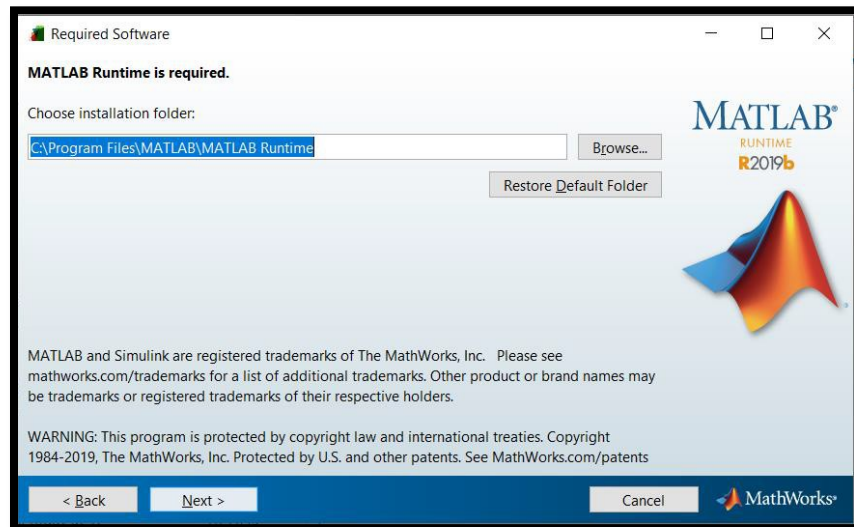 Required Software
MATLAB Runtime is required.
Choose installation folder:
C:\Program Files\MATLAB\MATLAB Runtime
Browse...
Restore Default Folder
MATLAB®
RUNTIME
R2019b
MATLAB and Simulink are registered trademarks of The MathWorks, Inc.   Please see
mathworks.com/trademarks for a list of additional trademarks. Other product or brand names may
be trademarks or registered trademarks of their respective holders.
WARNING: This program is protected by copyright law and international treaties. Copyright
1984-2019, The MathWorks, Inc. Protected by U.S. and other patents. See MathWorks.com/patents
< Back
Next >
Cancel
MathWorks®